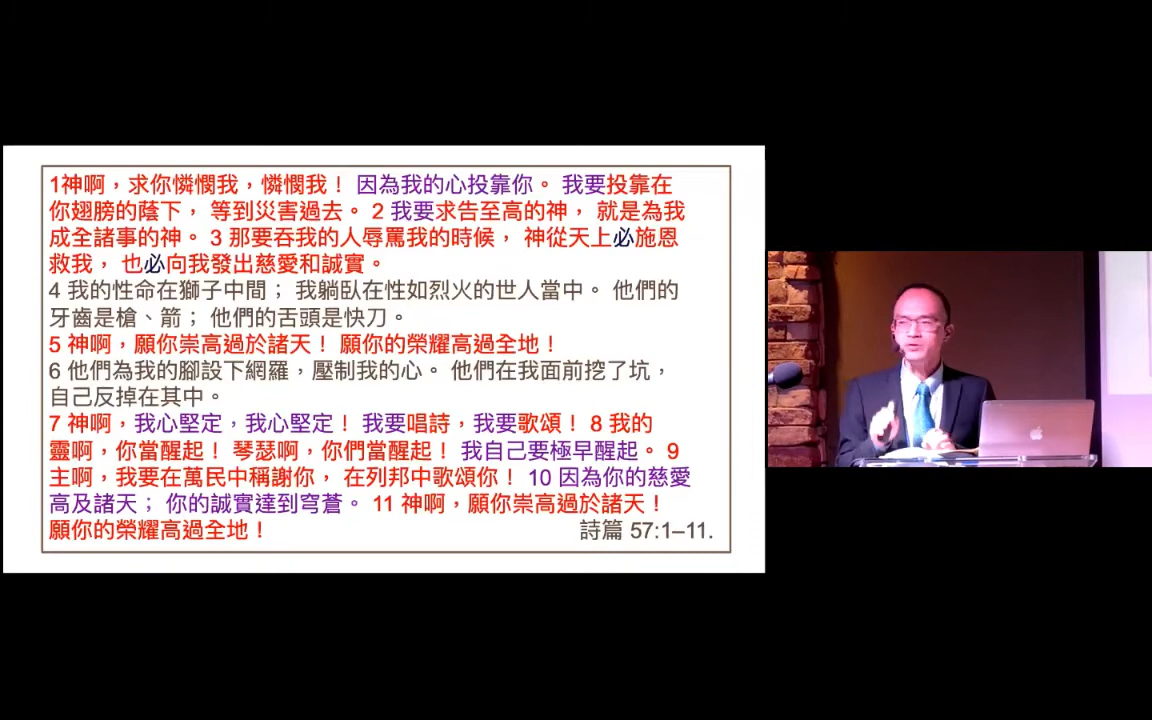 1神啊，求你憐憫我，憐憫我！ 因為我的心投靠你。 我要投靠在
你翅膀的蔭下， 等到災害過去。 2 我要求告至高的神， 就是為我
成全諸事的神。 3 那要吞我的人辱罵我的時候， 神從天上必施恩
救我， 也必向我發出慈愛和誠實。
4 我的性命在獅子中間； 我躺臥在性如烈火的世人當中。 他們的
牙齒是槍、箭； 他們的舌頭是快刀。
5 神啊，願你崇高過於諸天！ 願你的榮耀高過全地！
6 他們為我的腳設下網羅，壓制我的心。 他們在我面前挖了坑，
自己反掉在其中。
7 神啊，我心堅定，我心堅定！ 我要唱詩，我要歌頌！ 8 我的
靈啊，你當醒起！ 琴瑟啊，你們當醒起！ 我自己要極早醒起。 9
主啊，我要在萬民中稱謝你， 在列邦中歌頌你！ 10 因為你的慈愛
高及諸天； 你的誠實達到穹蒼。 11 神啊，願你崇高過於諸天！
願你的榮耀高過全地！ 詩篇 57:1–11.